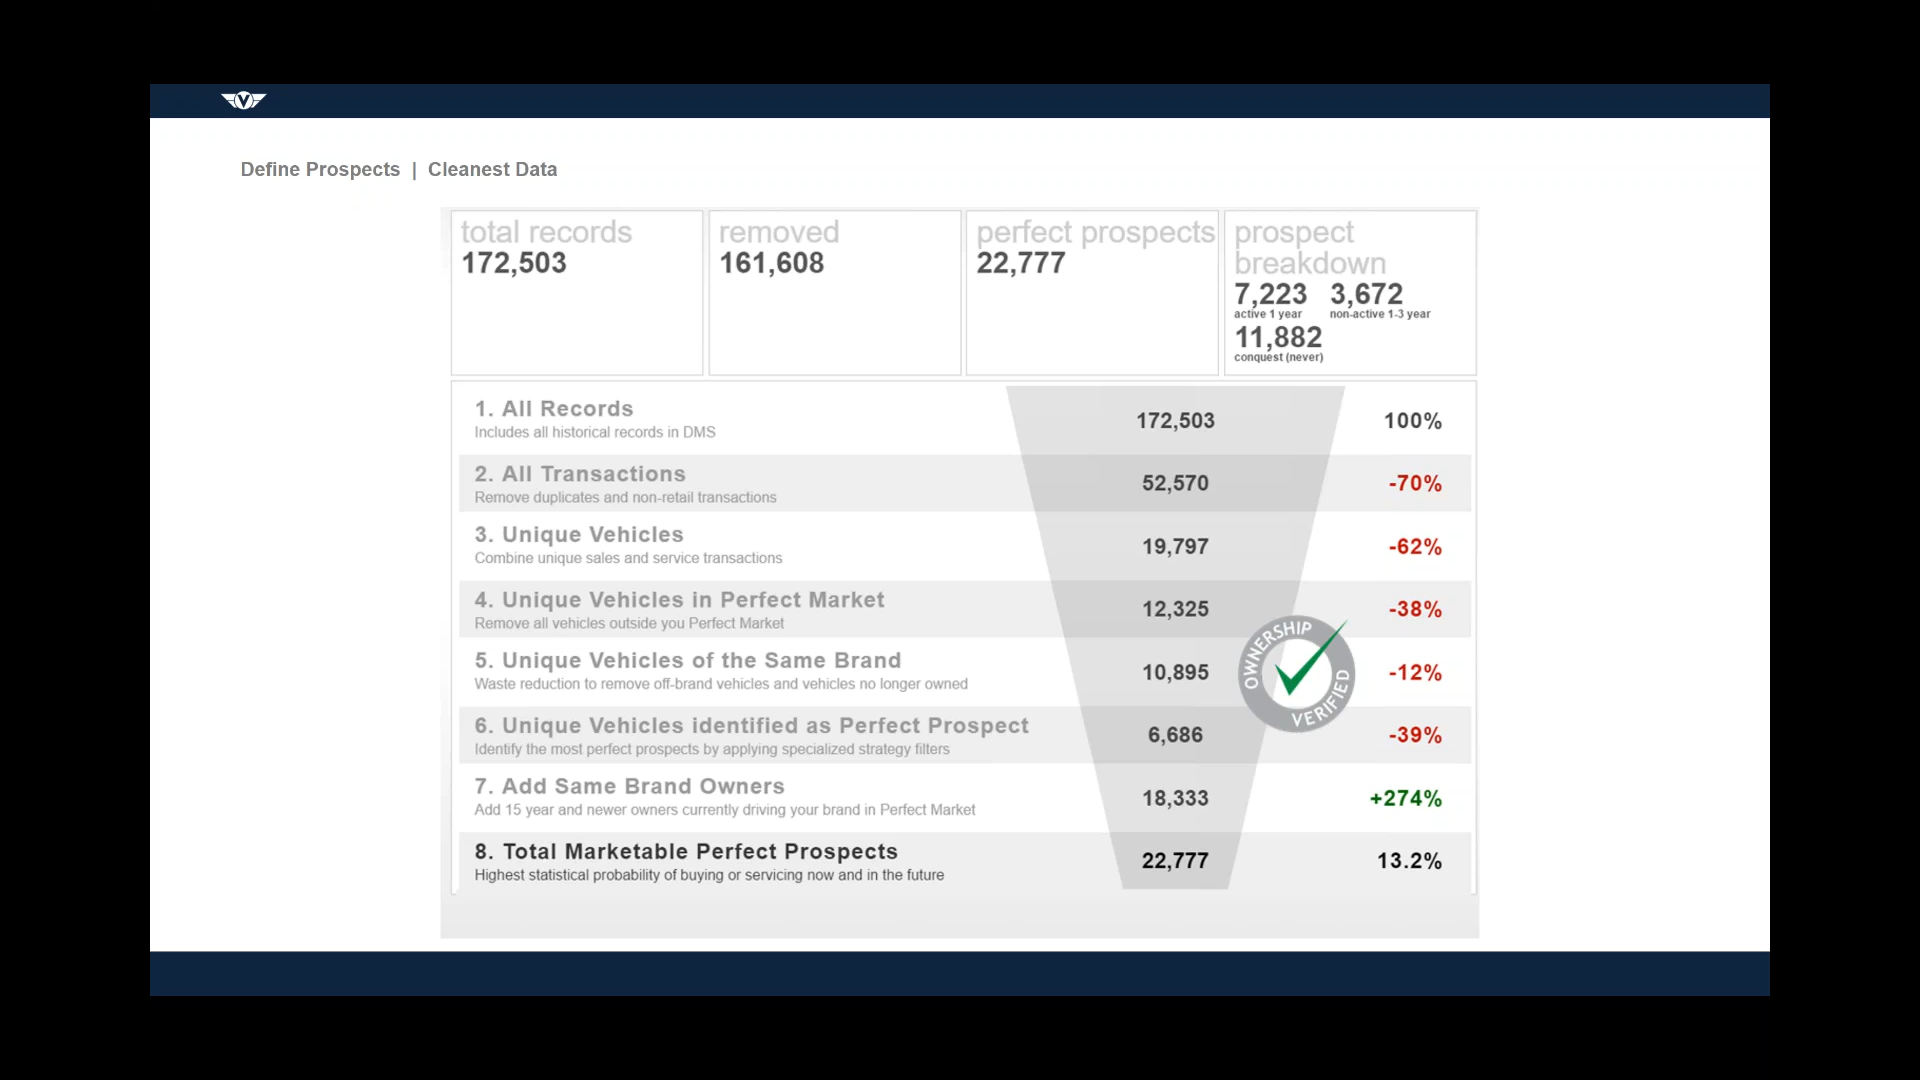 V
Define Prospects | Cleanest Data
total records
172,503
removed
161,608
perfect prospects
22,777
prospect
breakdown
7,223 3,672
active 1 year non-active 1-3 year
11,882
conquest (never)
1. All Records
Includes all historical records in DMS
172,503
100%
2. All Transactions
Remove duplicates and non-retail transactions
52,570
-70%
3. Unique Vehicles
Combine unique sales and service transactions
19,797
-62%
4. Unique Vehicles in Perfect Market
Remove all vehicles outside you Perfect Market
12,325
-38%
5. Unique Vehicles of the Same Brand
Waste reduction to remove off-brand vehicles and vehicles no longer owned
10,895
OWNERSHIP
VERIFIED
-12%
6. Unique Vehicles identified as Perfect Prospect
Identify the most perfect prospects by applying specialized strategy filters
6,686
-39%
7. Add Same Brand Owners
Add 15 year and newer owners currently driving your brand in Perfect Market
18,333
+274%
8. Total Marketable Perfect Prospects
Highest statistical probability of buying or servicing now and in the future
22,777
13.2%